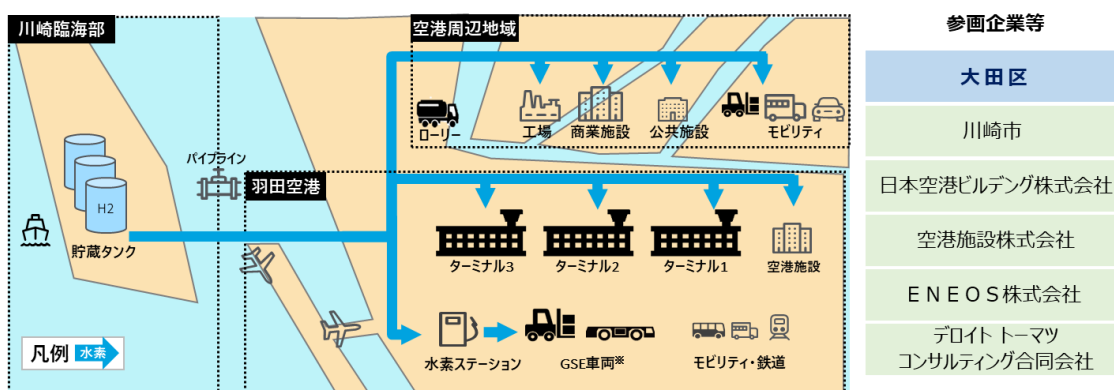 川崎臨海部
空港周辺地域
ローリー
工場
商業施設
公共施設
モビリティ
パイプライン
羽田空港
H2
貯蔵タンク
ターミナル3
ターミナル2
ターミナル1
空港施設
水素ステーション
GSE車両※
モビリティ・鉄道
凡例 水素
参画企業等
大田区
川崎市
日本空港ビルデング株式会社
空港施設株式会社
ＥＮＥＯＳ株式会社
デロイト トーマツ
コンサルティング合同会社